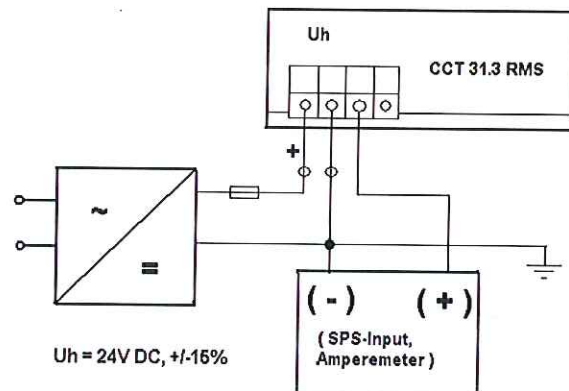 Uh
CCT 31.3 RMS
+
~
=
(-) (+)
( SPS-Input,
Amperemeter )
Uh = 24V DC, +/-15%